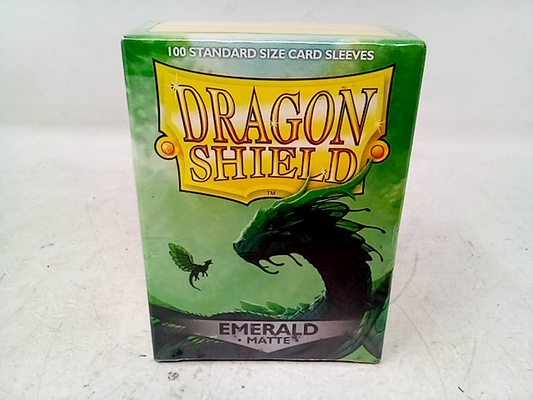 100 STANDARD SIZE CARD SLEEVES
DRAGON
SHIELD
TM
EMERALD
• MATTE •